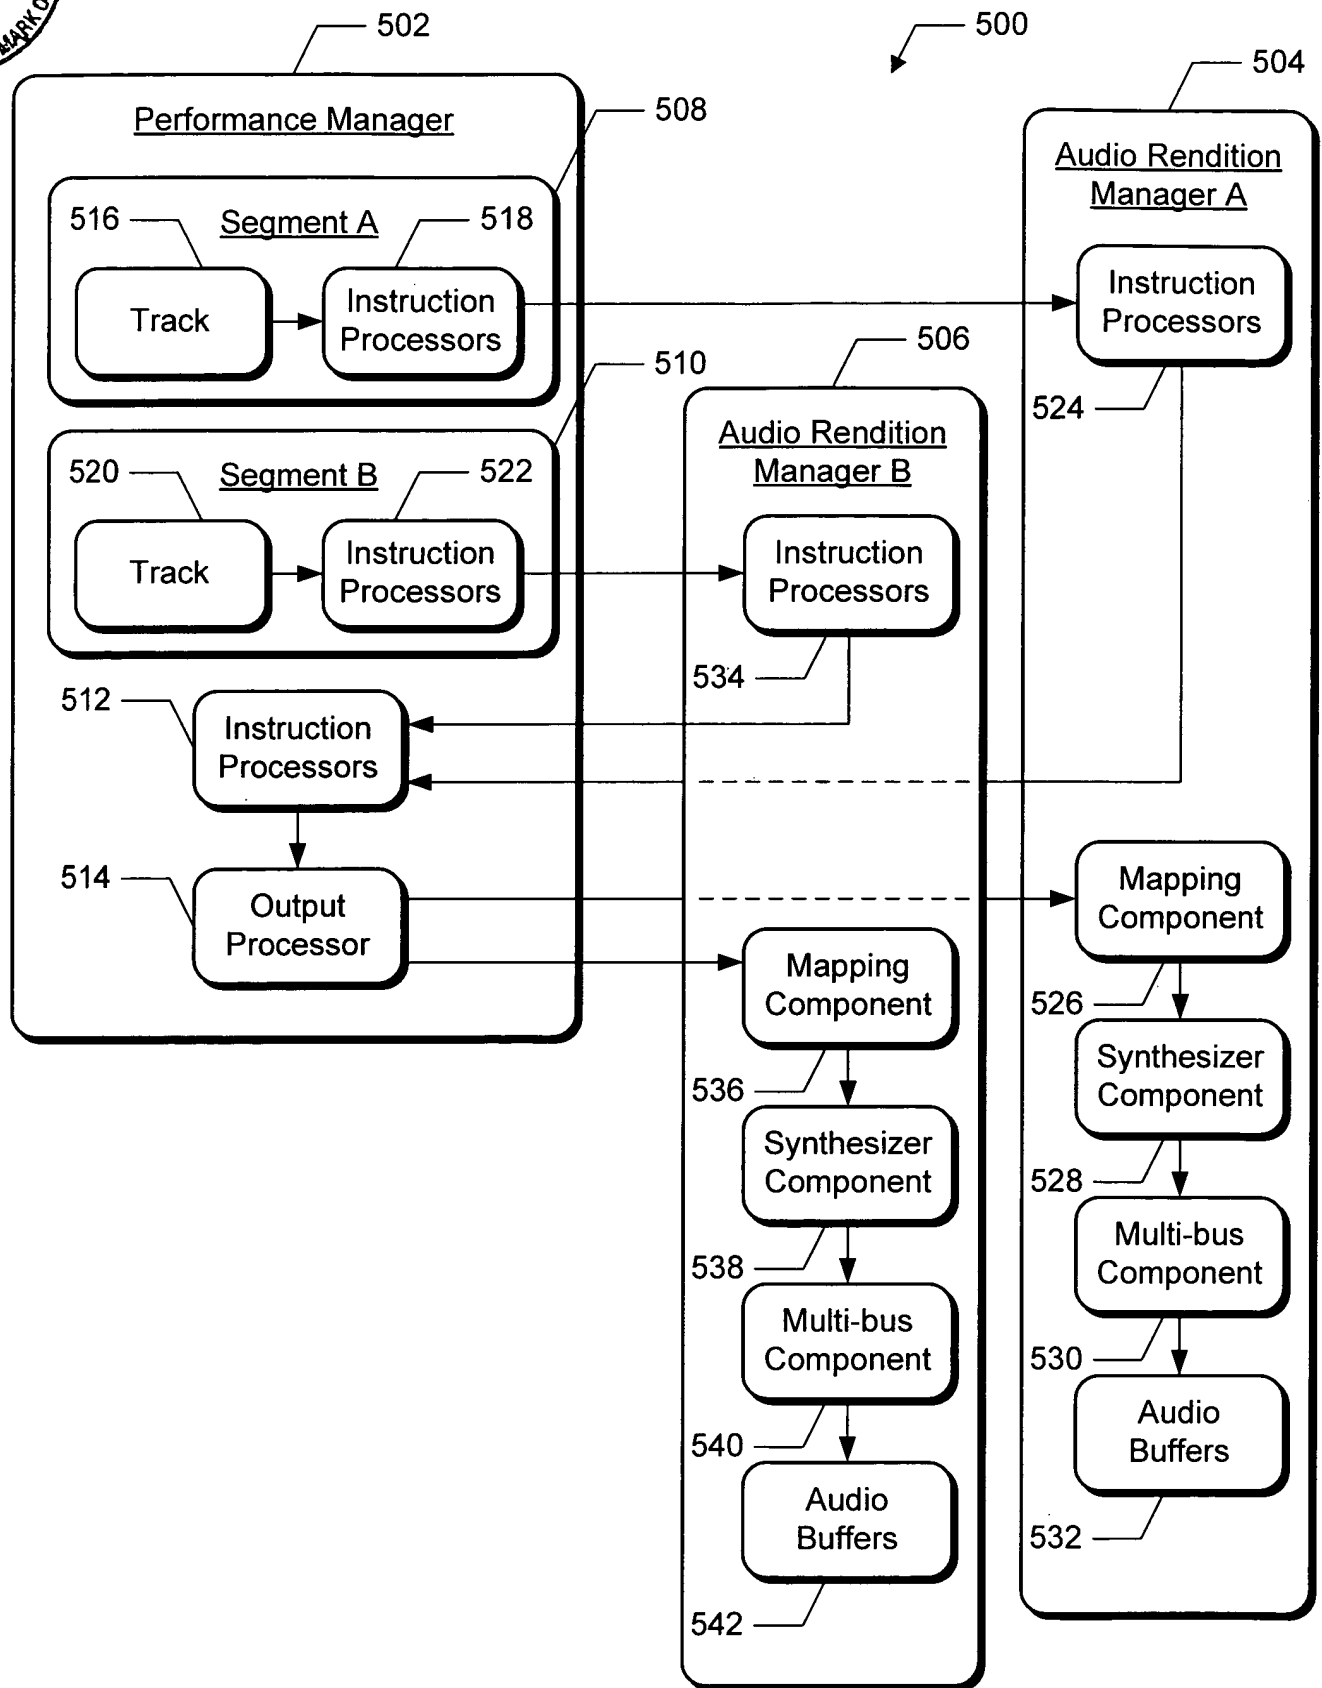 MARK
502
500
504
Performance Manager
508
Audio Rendition
Manager A
516
Segment A
518
Track
Instruction
Processors
Instruction
Processors
524
506
510
Audio Rendition
Manager B
520
Segment B
522
Track
Instruction
Processors
Instruction
Processors
534
512
Instruction
Processors
514
Output
Processor
Mapping
Component
526
Mapping
Component
536
Synthesizer
Component
528
Synthesizer
Component
538
Multi-bus
Component
530
Multi-bus
Component
540
Audio
Buffers
532
Audio
Buffers
542